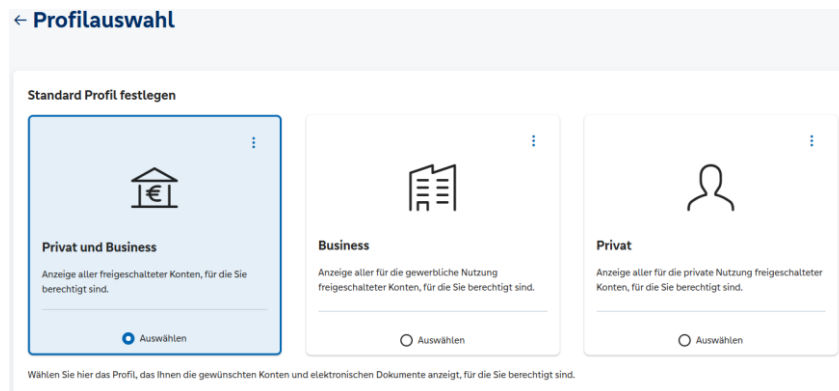 ← Profilauswahl
Standard Profil festlegen
Privat und Business
Anzeige aller freigeschalteter Konten, für die Sie
berechtigt sind.
Auswählen
Business
Anzeige aller für die gewerbliche Nutzung
freigeschalteter Konten, für die Sie berechtigt sind.
Auswählen
Privat
Anzeige aller für die private Nutzung freigeschalteter
Konten, für die Sie berechtigt sind.
Auswählen
Wählen Sie hier das Profil, das Ihnen die gewünschten Konten und elektronischen Dokumente anzeigt, für die Sie berechtigt sind.